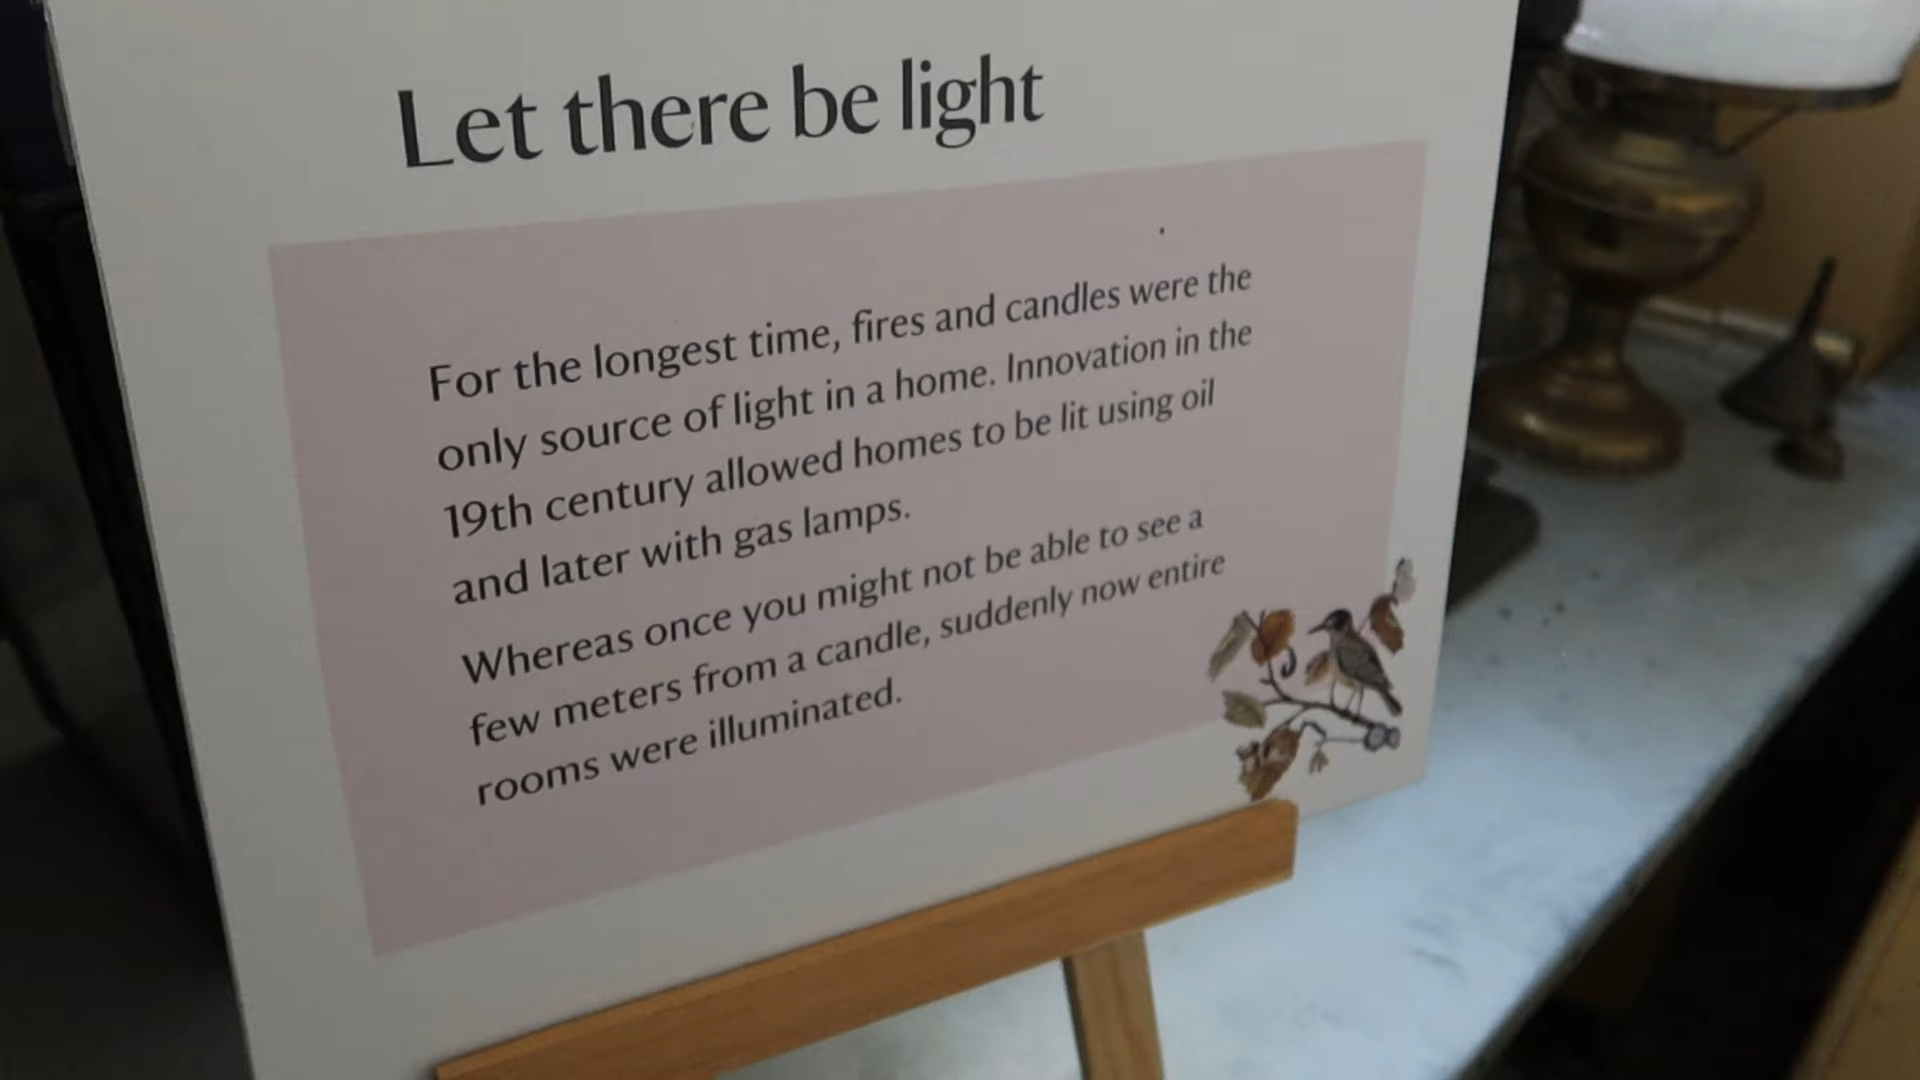 Let there be light
For the longest time, fires and candles were the
only source of light in a home. Innovation in the
19th century allowed homes to be lit using oil
and later with gas lamps.
Whereas once you might not be able to see a
few meters from a candle, suddenly now entire
rooms were illuminated.